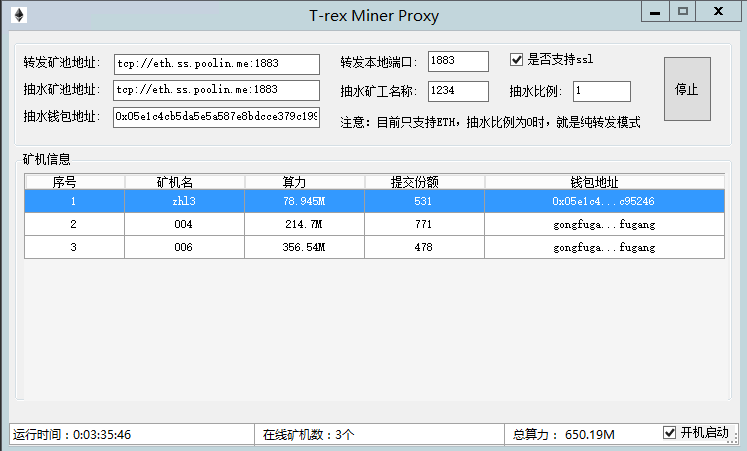 T-rex Miner Proxy
转发矿池地址: tcp://eth.ss.poolin.me:1883 转发本地端口: 1883 是否支持ssl
抽水矿池地址: tcp://eth.ss.poolin.me:1883 抽水矿工名称: 1234 抽水比例: 1 停止
抽水钱包地址: 0x05e1c4cb5da5e5a587e8bdcce379c199 注意：目前只支持ETH，抽水比例为0时，就是纯转发模式
矿机信息
序号 矿机名 算力 提交份额 钱包地址
1 zhl3 78.945M 531 0x05e1c4...c95246
2 004 214.7M 771 gongfuga...fugang
3 006 356.54M 478 gongfuga...fugang
运行时间：0:03:35:46 在线矿机数：3个 总算力： 650.19M 开机启动